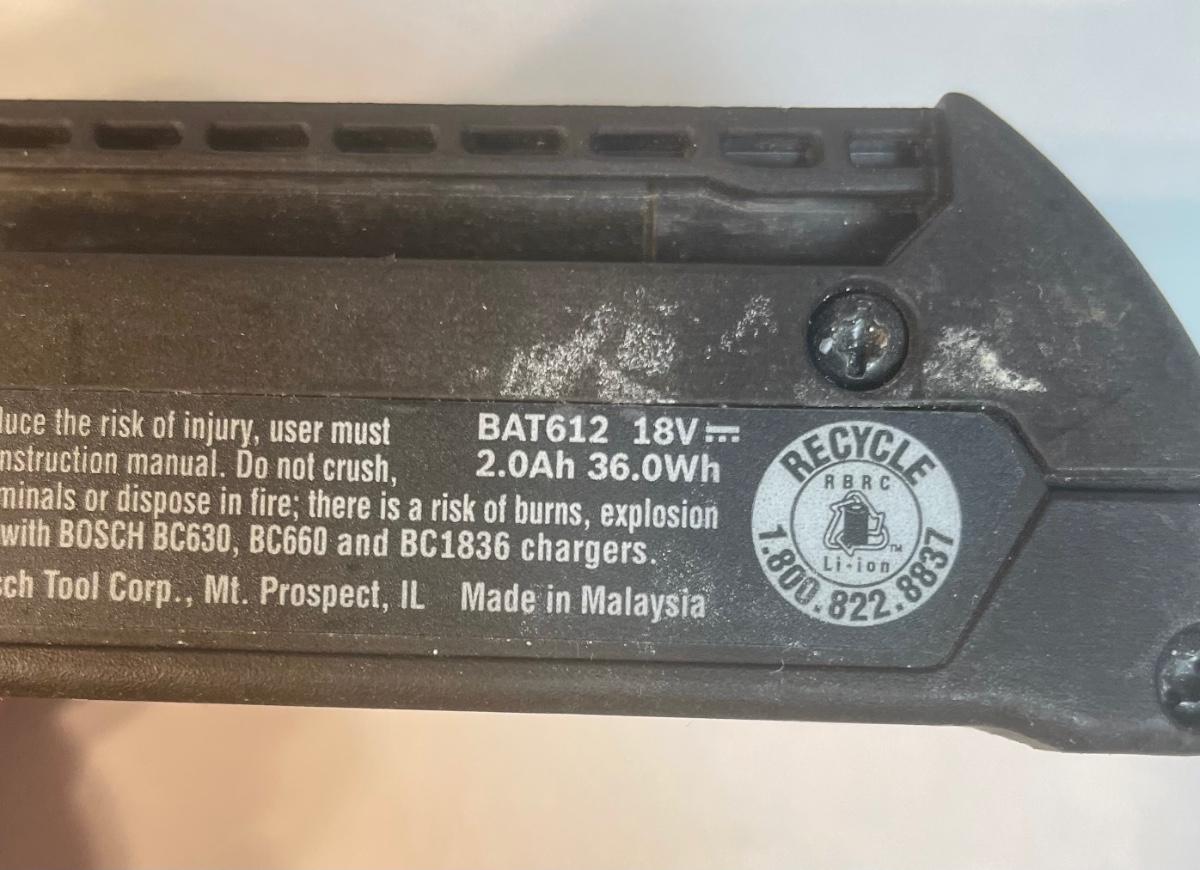 duce the risk of injury, user must
nstruction manual. Do not crush,
minals or dispose in fire; there is a risk of burns, explosion
with BOSCH BC630, BC660 and BC1836 chargers.
sch Tool Corp., Mt. Prospect, IL Made in Malaysia
BAT612 18V⎓
2.0Ah 36.0Wh
RECYCLE
RBRC
TM
Li-ion
1.800.822.8837